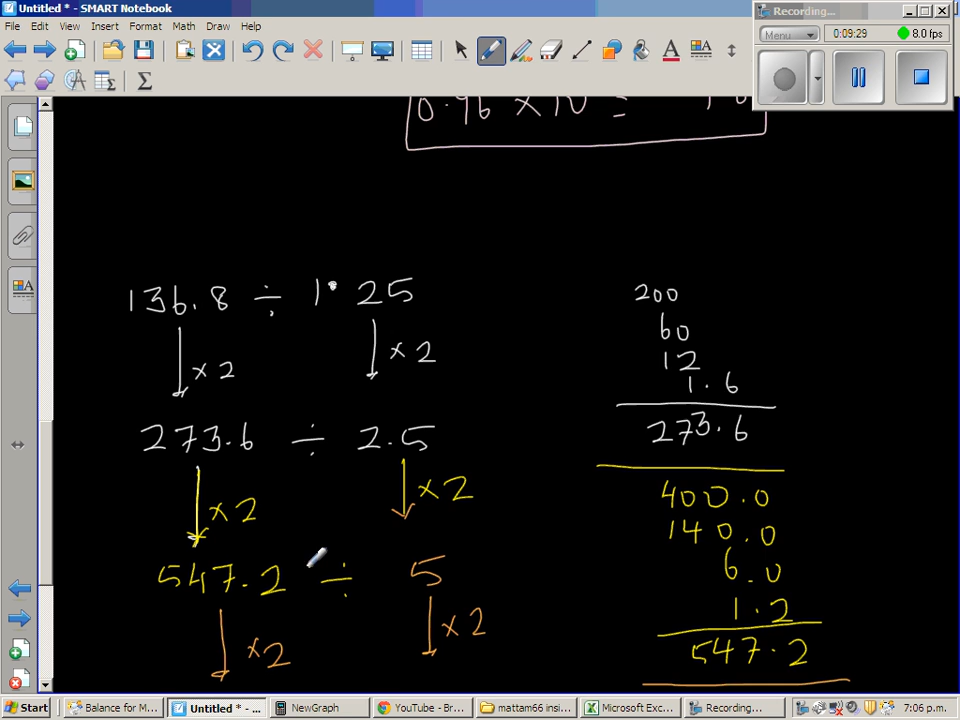 Untitled * - SMART Notebook
File Edit View Insert Format Tools Draw Help
Recording...
Menu 0:09:29 8.0 fps
0.96 × 10 =
136.8 ÷ 1.25
× 2 × 2
273.6 ÷ 2.5
× 2 × 2
547.2 ÷ 5
×2 ×2
200
60
12
1.6
273.6
400.0
140.0
6.0
1.2
547.2
Start Balance for M... Untitled * -... NewGraph YouTube - Br... mattam66 insi... Microsoft Exc... Recording... 7:06 p.m.